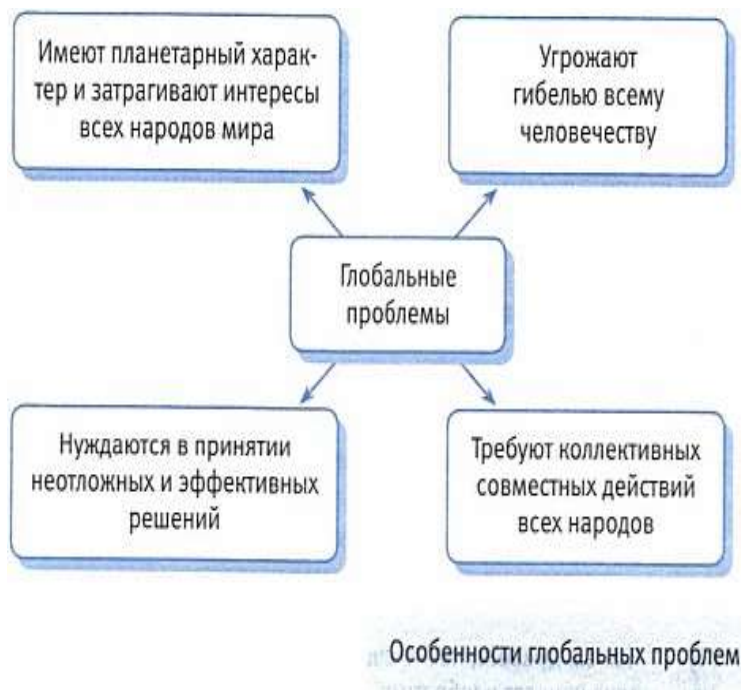 Имеют планетарный харак-
тер и затрагивают интересы
всех народов мира
Угрожают
гибелью всему
человечеству
Глобальные
проблемы
Нуждаются в принятии
неотложных и эффективных
решений
Требуют коллективных
совместных действий
всех народов
Особенности глобальных проблем